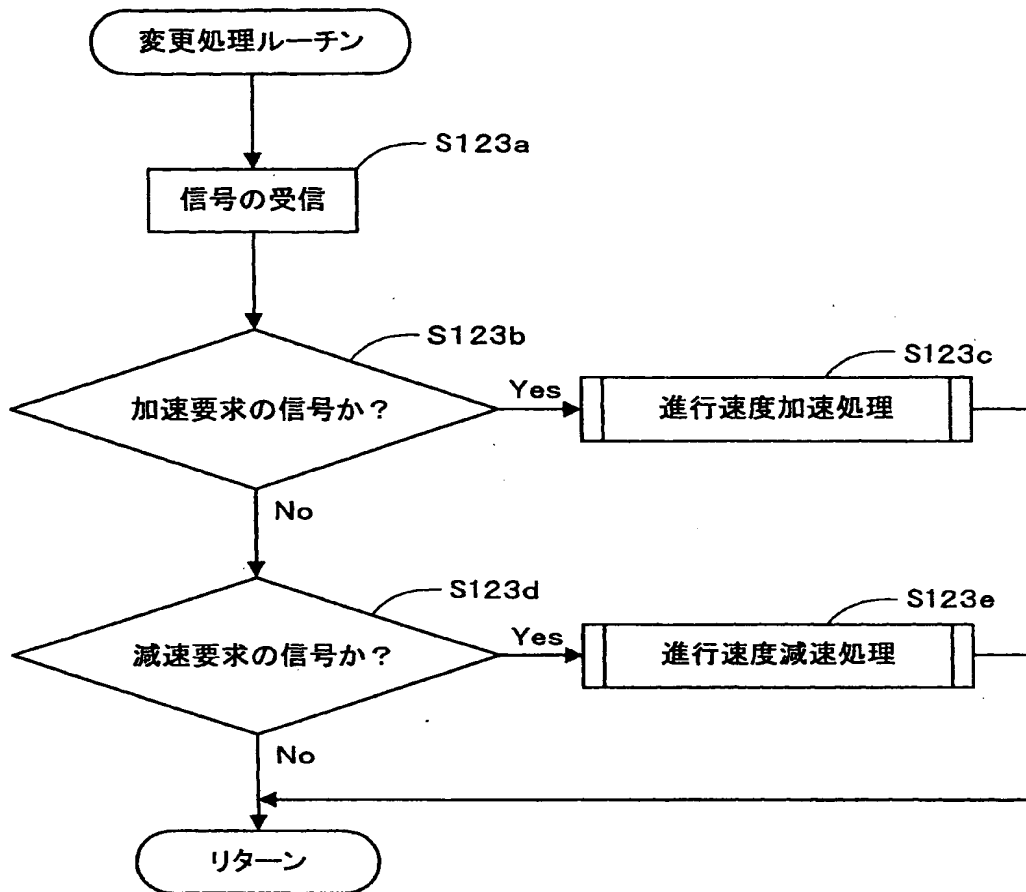 変更処理ルーチン
S123a
信号の受信
S123b
加速要求の信号か？
Yes
S123c
進行速度加速処理
No
S123d
減速要求の信号か？
Yes
S123e
進行速度減速処理
No
リターン